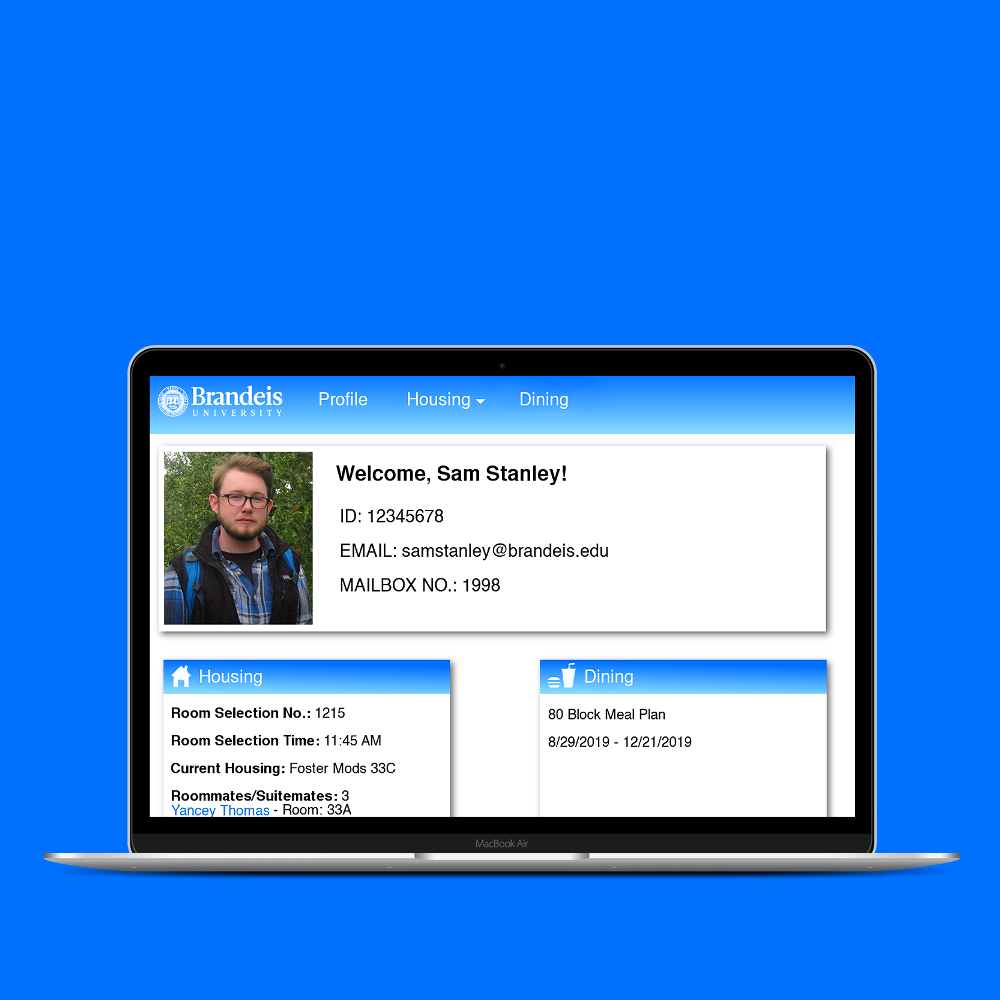 Brandeis
UNIVERSITY
Profile
Housing
Dining
Welcome, Sam Stanley!
ID: 12345678
EMAIL: samstanley@brandeis.edu
MAILBOX NO.: 1998
Housing
Room Selection No.: 1215
Room Selection Time: 11:45 AM
Current Housing: Foster Mods 33C
Roommates/Suitemates: 3
Yancey Thomas - Room: 33A
Dining
80 Block Meal Plan
8/29/2019 - 12/21/2019
MacBook Air